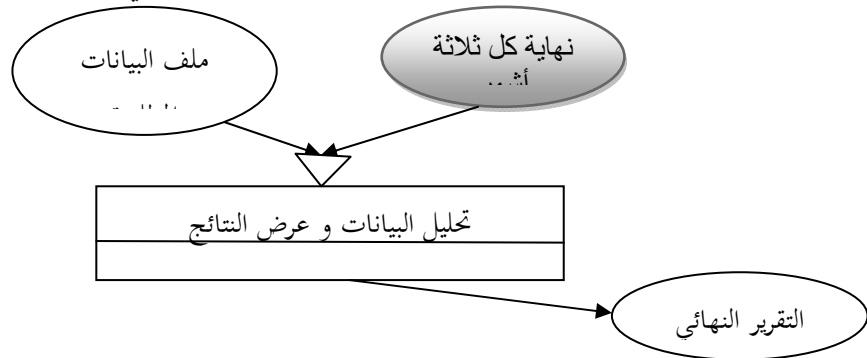 ملف البيانات
نهاية كل ثلاثة
تحليل البيانات و عرض النتائج
التقرير النهائي